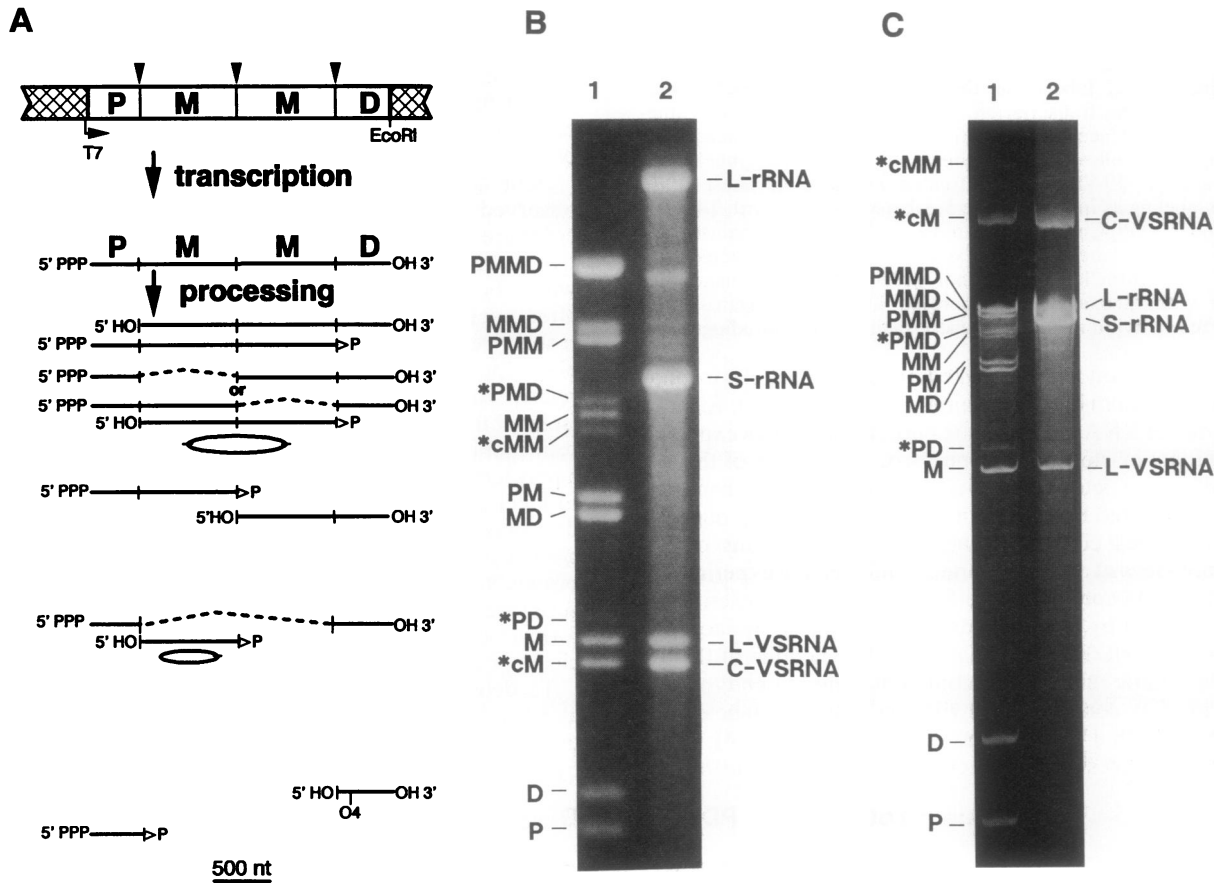 A
P M M D
T7
EcoRI
transcription
P M M D
5' PPP OH 3'
processing
5' HO OH 3'
5' PPP P
5' PPP OH 3'
or
5' PPP OH 3'
5' HO P
5' PPP P
5'HO OH 3'
5' PPP OH 3'
5' HO P
5' HO OH 3'
O4
5' PPP P
500 nt
B
1 2
L-rRNA
PMMD
MMD
PMM
S-rRNA
*PMD
MM
*cMM
PM
MD
*PD
M
L-VSRNA
*cM
C-VSRNA
D
P
C
1 2
*cMM
*cM
C-VSRNA
PMMD
MMD
L-rRNA
PMM
S-rRNA
*PMD
MM
PM
MD
*PD
M
L-VSRNA
D
P